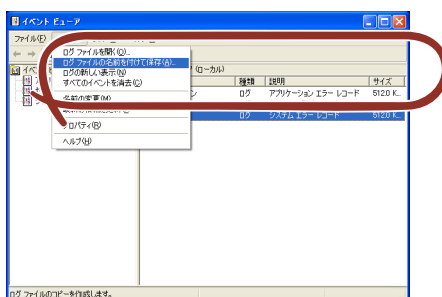 イベント ビューア
ファイル(F)
ログ ファイルを開く(O)...
ログ ファイルの名前を付けて保存(A)...
ログの新しい表示(N)
すべてのイベントを消去(C)
名前の変更(M)
プロパティ(R)
ヘルプ(H)
(ローカル)
種類 説明 サイズ
ログ アプリケーション エラー レコード 512.0 K...
ログ システム エラー レコード 512.0 K...
ログ ファイルのコピーを作成します。